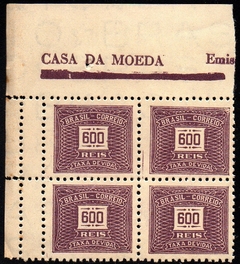 CASA DA MOEDA Emis
BRASIL - CORREIO BRASIL - CORREIO
600 600
REIS REIS
TAXA DEVIDA TAXA DEVIDA
BRASIL - CORREIO BRASIL - CORREIO
600 600
REIS REIS
TAXA DEVIDA TAXA DEVIDA